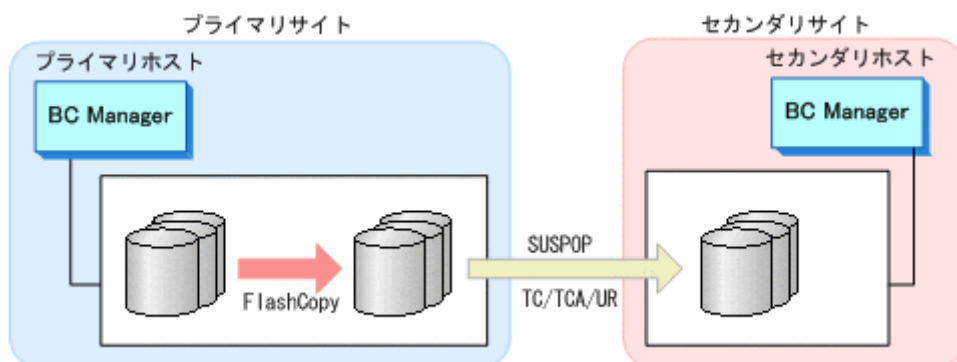 プライマリサイト
セカンダリサイト
プライマリホスト
セカンダリホスト
BC Manager
BC Manager
SUSPOP
FlashCopy
TC/TCA/UR